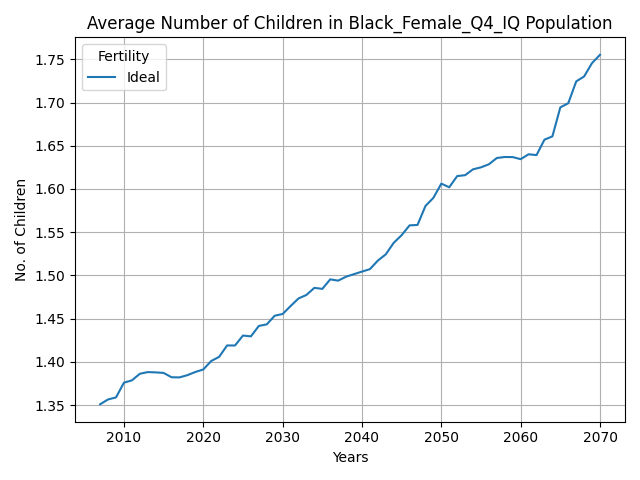 Average Number of Children in Black_Female_Q4_IQ Population
Fertility
Ideal
No. of Children
1.75
1.70
1.65
1.60
1.55
1.50
1.45
1.40
1.35
2010 2020 2030 2040 2050 2060 2070
Years